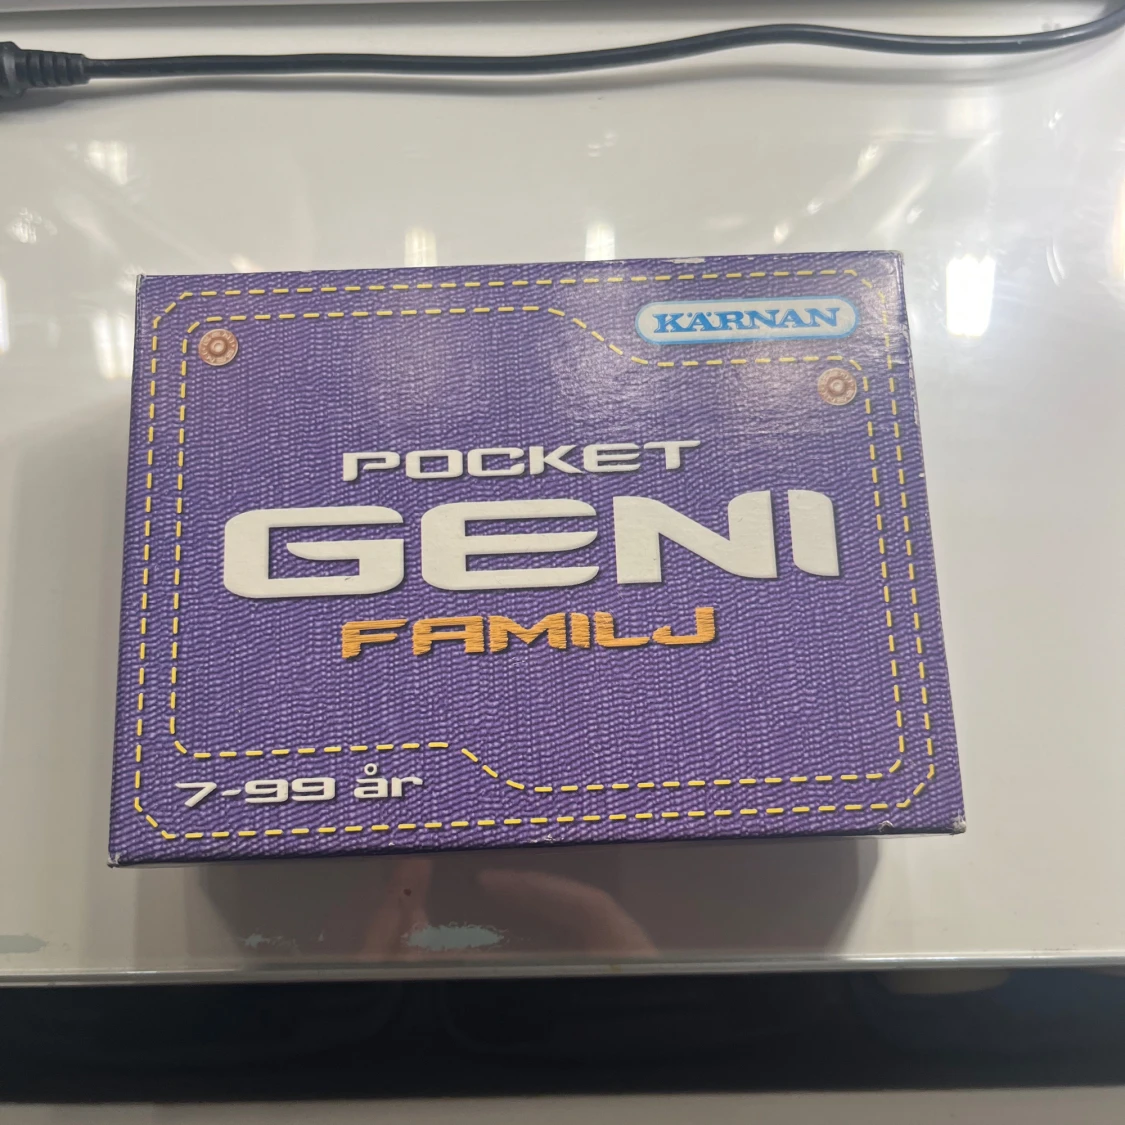 KÄRNAN
POCKET
GENI
FAMILJ
7-99 år